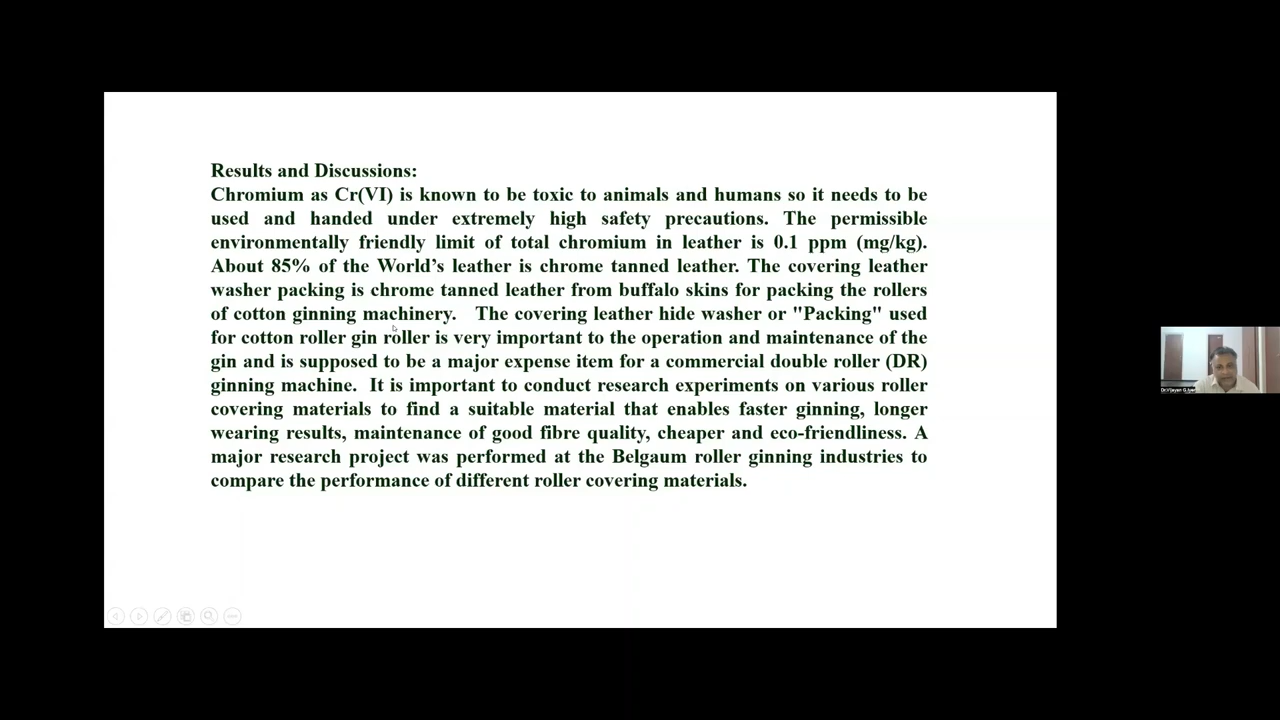 Results and Discussions:
Chromium as Cr(VI) is known to be toxic to animals and humans so it needs to be
used and handed under extremely high safety precautions. The permissible
environmentally friendly limit of total chromium in leather is 0.1 ppm (mg/kg).
About 85% of the World’s leather is chrome tanned leather. The covering leather
washer packing is chrome tanned leather from buffalo skins for packing the rollers
of cotton ginning machinery. The covering leather hide washer or "Packing" used
for cotton roller gin roller is very important to the operation and maintenance of the
gin and is supposed to be a major expense item for a commercial double roller (DR)
ginning machine. It is important to conduct research experiments on various roller
covering materials to find a suitable material that enables faster ginning, longer
wearing results, maintenance of good fibre quality, cheaper and eco-friendliness. A
major research project was performed at the Belgaum roller ginning industries to
compare the performance of different roller covering materials.